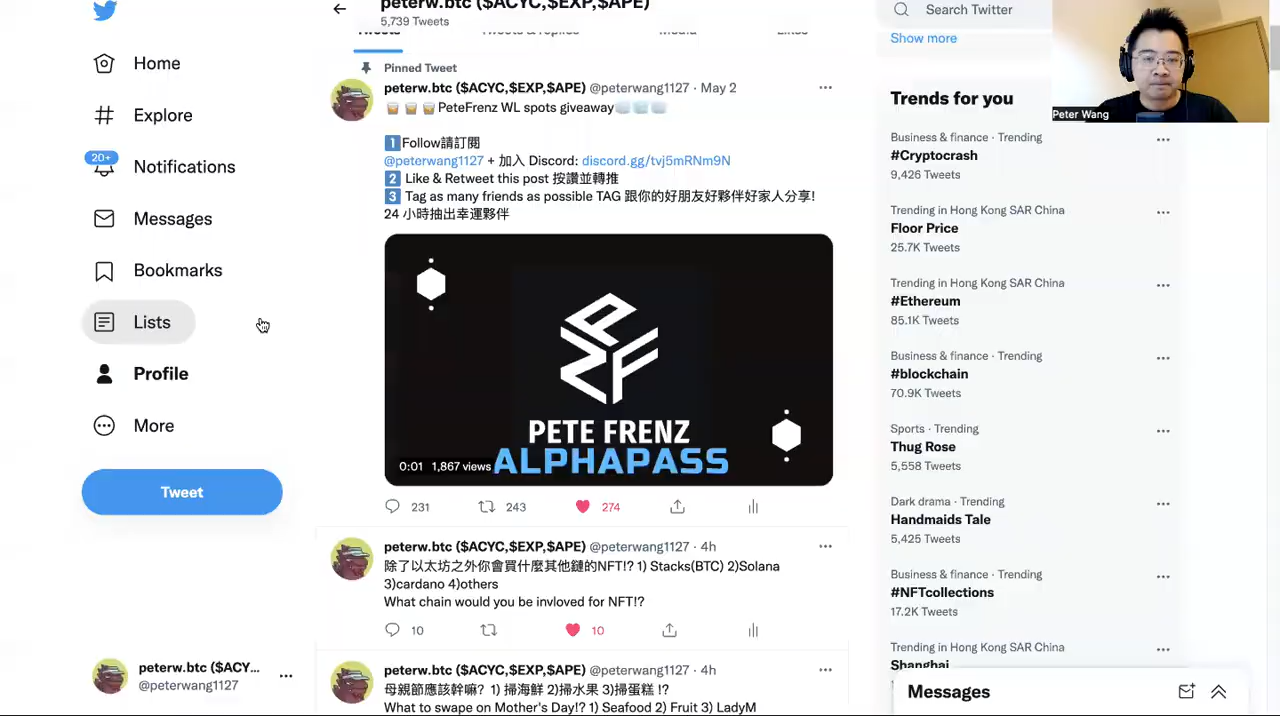 peterw.btc ($ACYC,$EXP,$APE)
5,739 Tweets
Tweets
Tweets & replies
Media
Likes
Home
Explore
20+
Notifications
Messages
Bookmarks
Lists
Profile
More
Tweet
peterw.btc ($ACY...
@peterwang1127
Pinned Tweet
peterw.btc ($ACYC,$EXP,$APE) @peterwang1127 · May 2
PeteFrenz WL spots giveaway
1 Follow請訂閱
@peterwang1127 + 加入 Discord: discord.gg/tvj5mRNm9N
2 Like & Retweet this post 按讚並轉推
3 Tag as many friends as possible TAG 跟你的好朋友好夥伴好家人分享!
24 小時抽出幸運夥伴
PZF
PETE FRENZ
ALPHAPASS
0:01 1,867 views
231 243 274
peterw.btc ($ACYC,$EXP,$APE) @peterwang1127 · 4h
除了以太坊之外你會買什麼其他鏈的NFT!? 1) Stacks(BTC) 2)Solana
3)cardano 4)others
What chain would you be invloved for NFT!?
10 10
peterw.btc ($ACYC,$EXP,$APE) @peterwang1127 · 4h
母親節應該幹嘛? 1) 掃海鮮 2)掃水果 3)掃蛋糕 !?
What to swape on Mother's Day!? 1) Seafood 2) Fruit 3) LadyM
Search Twitter
Show more
Peter Wang
Trends for you
Business & finance · Trending
#Cryptocrash
9,426 Tweets
Trending in Hong Kong SAR China
Floor Price
25.7K Tweets
Trending in Hong Kong SAR China
#Ethereum
85.1K Tweets
Business & finance · Trending
#blockchain
70.9K Tweets
Sports · Trending
Thug Rose
5,558 Tweets
Dark drama · Trending
Handmaids Tale
5,425 Tweets
Business & finance · Trending
#NFTcollections
17.2K Tweets
Trending in Hong Kong SAR China
Shanghai
Messages